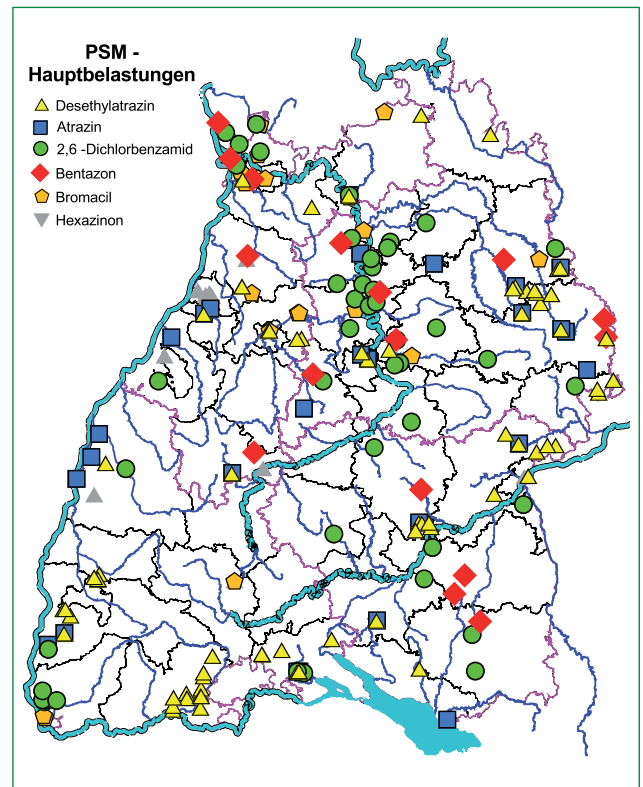 PSM -
Hauptbelastungen
Desethylatrazin
Atrazin
2,6 -Dichlorbenzamid
Bentazon
Bromacil
Hexazinon